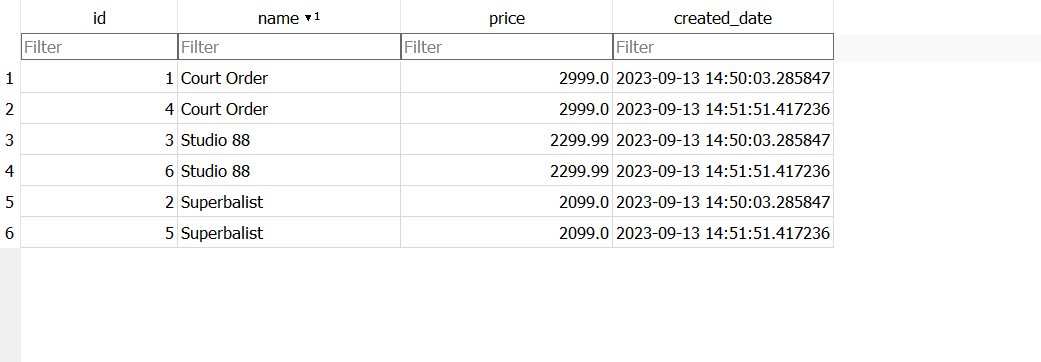 id name ▼1 price created_date
Filter Filter Filter Filter
1 1 Court Order 2999.0 2023-09-13 14:50:03.285847
2 4 Court Order 2999.0 2023-09-13 14:51:51.417236
3 3 Studio 88 2299.99 2023-09-13 14:50:03.285847
4 6 Studio 88 2299.99 2023-09-13 14:51:51.417236
5 2 Superbalist 2099.0 2023-09-13 14:50:03.285847
6 5 Superbalist 2099.0 2023-09-13 14:51:51.417236